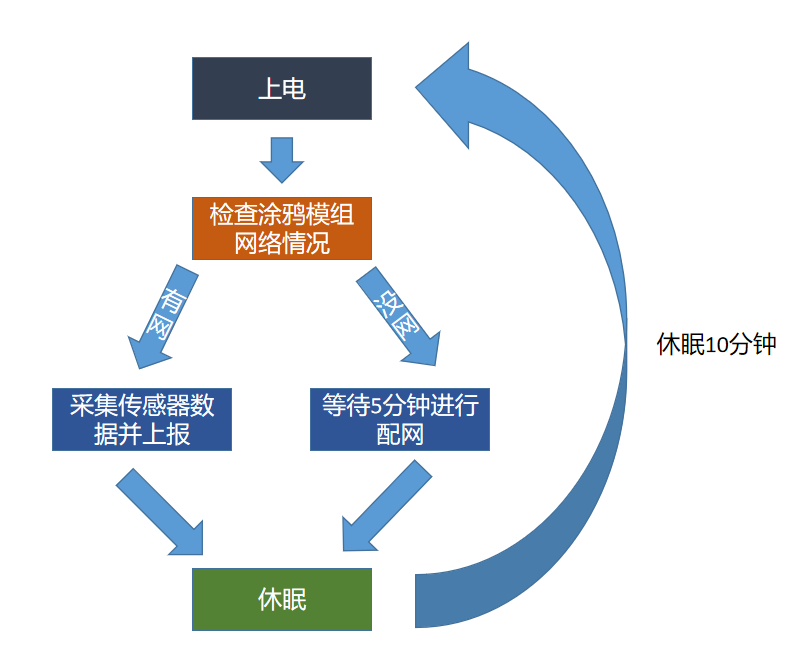 上电
检查涂鸦模组
网络情况
有网
没网
休眠10分钟
采集传感器数
据并上报
等待5分钟进行
配网
休眠